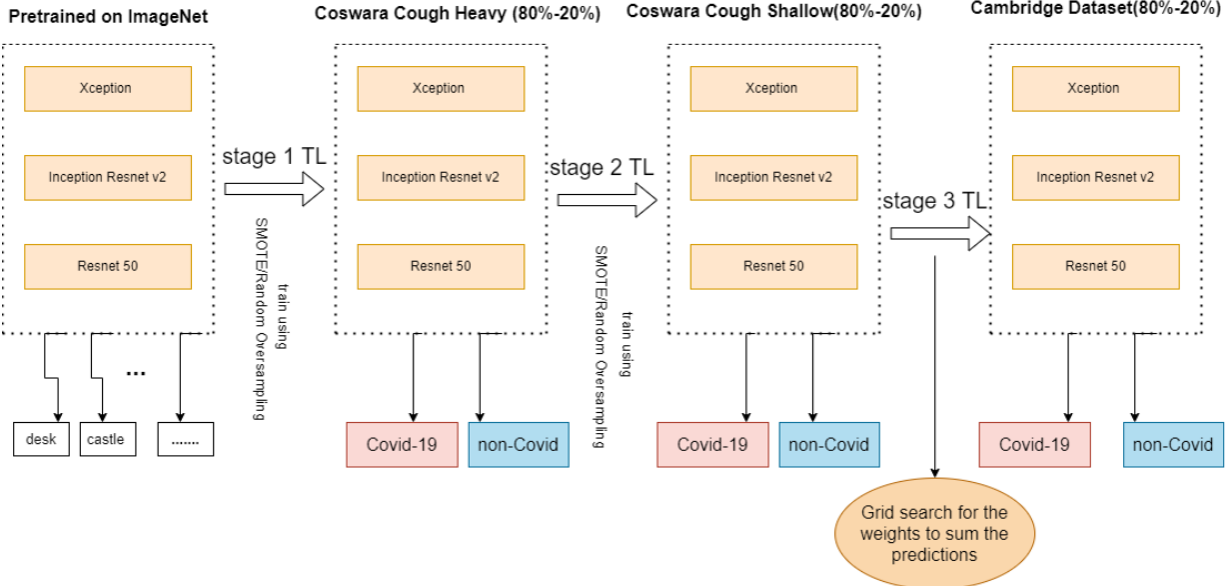 Pretrained on ImageNet
Coswara Cough Heavy (80%-20%)
Coswara Cough Shallow(80%-20%)
Cambridge Dataset(80%-20%)
Xception
Inception Resnet v2
Resnet 50
stage 1 TL
train using
SMOTE/Random Oversampling
Xception
Inception Resnet v2
Resnet 50
stage 2 TL
train using
SMOTE/Random Oversampling
Xception
Inception Resnet v2
Resnet 50
stage 3 TL
Xception
Inception Resnet v2
Resnet 50
...
desk
castle
.......
Covid-19
non-Covid
Covid-19
non-Covid
Covid-19
non-Covid
Grid search for the
weights to sum the
predictions